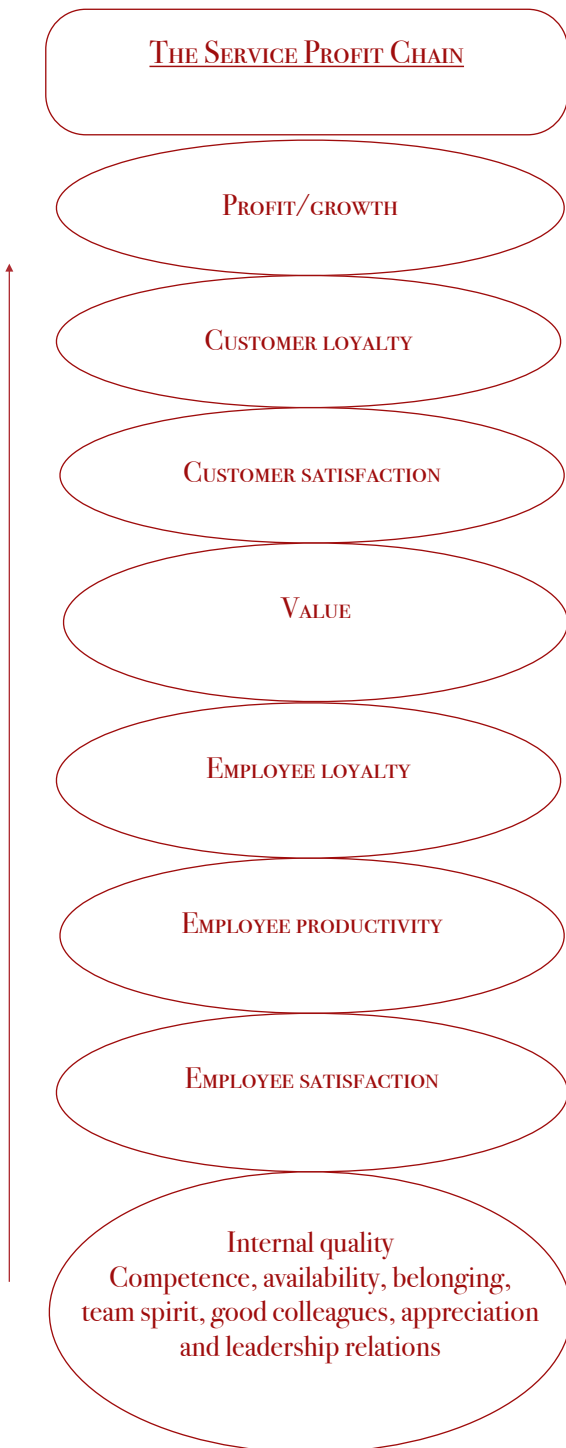 The Service Profit Chain
Profit/growth
Customer loyalty
Customer satisfaction
Value
Employee loyalty
Employee productivity
Employee satisfaction
Internal quality
Competence, availability, belonging,
team spirit, good colleagues, appreciation
and leadership relations